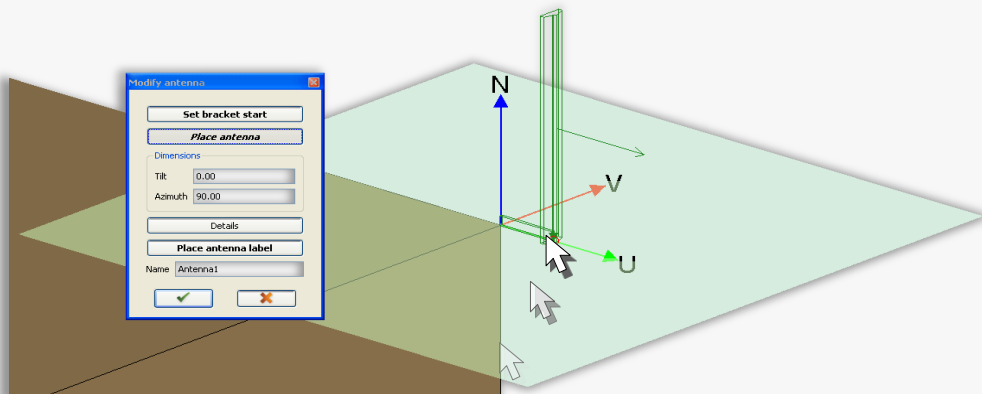 Modify antenna
Set bracket start
Place antenna
Dimensions
Tilt 0.00
Azimuth 90.00
Details
Place antenna label
Name Antenna1
N
V
U